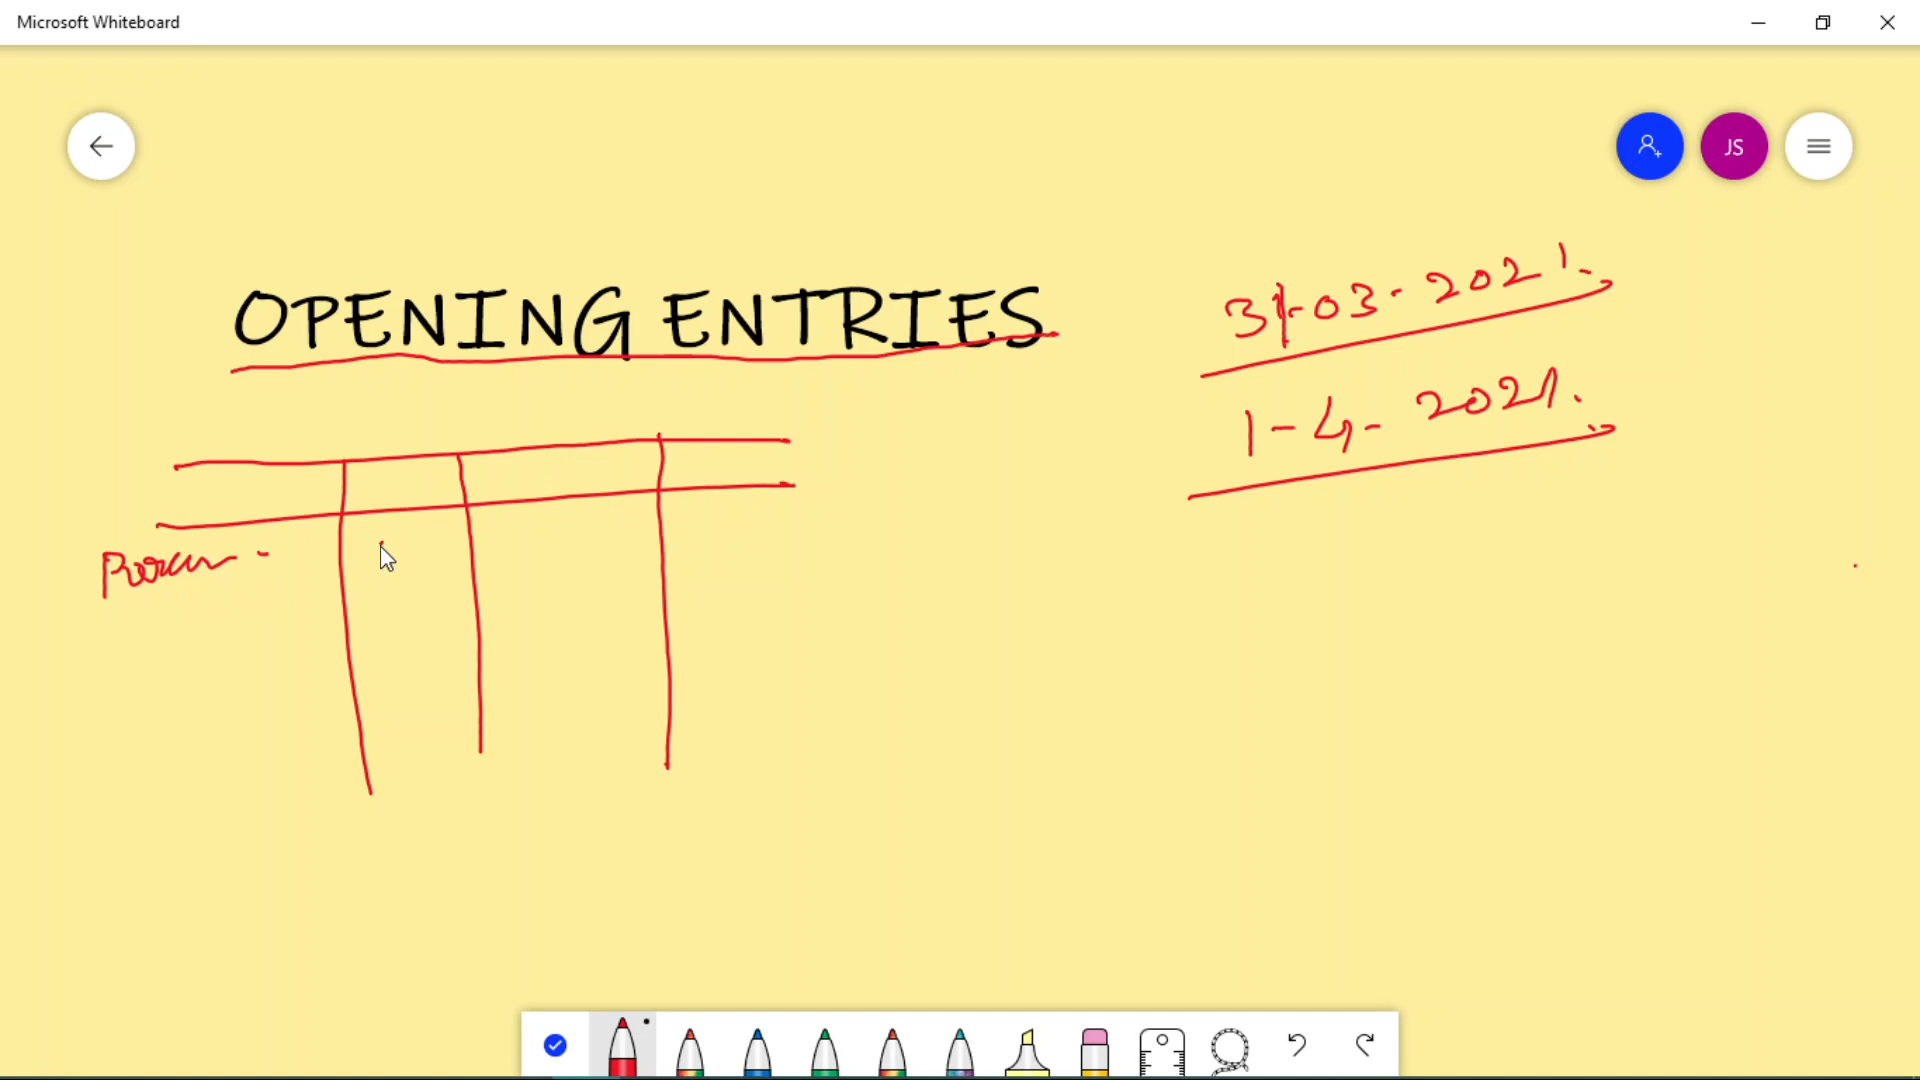 Microsoft Whiteboard
JS
OPENING ENTRIES
31-03-2021.
1-4-2021.